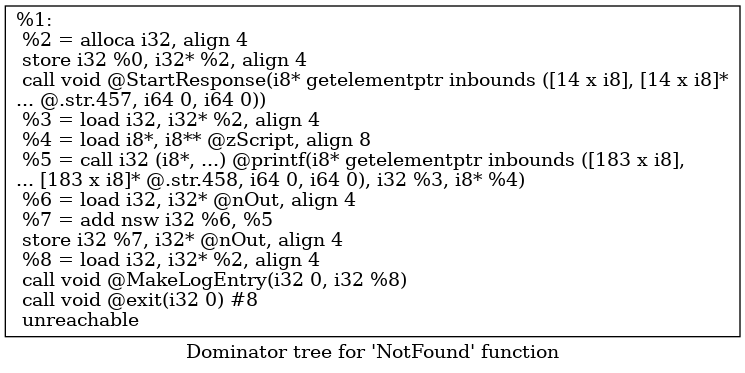 %1:
%2 = alloca i32, align 4
store i32 %0, i32* %2, align 4
call void @StartResponse(i8* getelementptr inbounds ([14 x i8], [14 x i8]*
... @.str.457, i64 0, i64 0))
%3 = load i32, i32* %2, align 4
%4 = load i8*, i8** @zScript, align 8
%5 = call i32 (i8*, ...) @printf(i8* getelementptr inbounds ([183 x i8],
... [183 x i8]* @.str.458, i64 0, i64 0), i32 %3, i8* %4)
%6 = load i32, i32* @nOut, align 4
%7 = add nsw i32 %6, %5
store i32 %7, i32* @nOut, align 4
%8 = load i32, i32* %2, align 4
call void @MakeLogEntry(i32 0, i32 %8)
call void @exit(i32 0) #8
unreachable
Dominator tree for 'NotFound' function